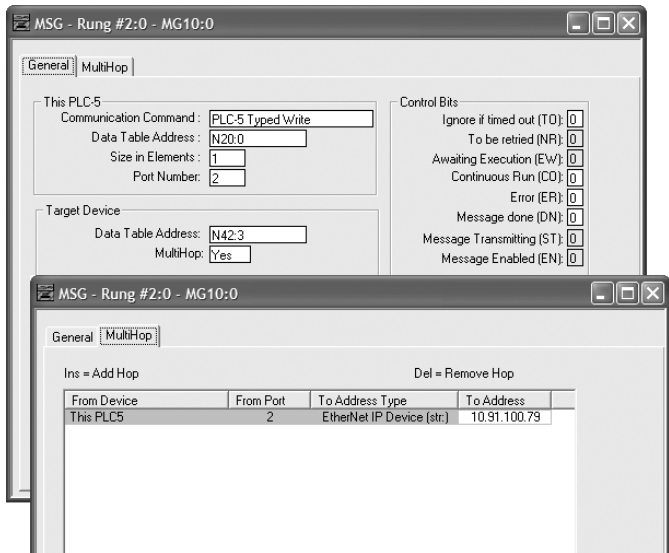 MSG - Rung #2:0 - MG10:0
General MultiHop
This PLC-5
Communication Command : PLC-5 Typed Write
Data Table Address : N20:0
Size in Elements : 1
Port Number: 2
Target Device
Data Table Address: N42:3
MultiHop: Yes
Control Bits
Ignore if timed out (TO): 0
To be retried (NR): 0
Awaiting Execution (EW): 0
Continuous Run (CO): 0
Error (ER): 0
Message done (DN): 0
Message Transmitting (ST): 0
Message Enabled (EN): 0
MSG - Rung #2:0 - MG10:0
General MultiHop
Ins = Add Hop Del = Remove Hop
From Device From Port To Address Type To Address
This PLC5 2 EtherNet IP Device (str:) 10.91.100.79